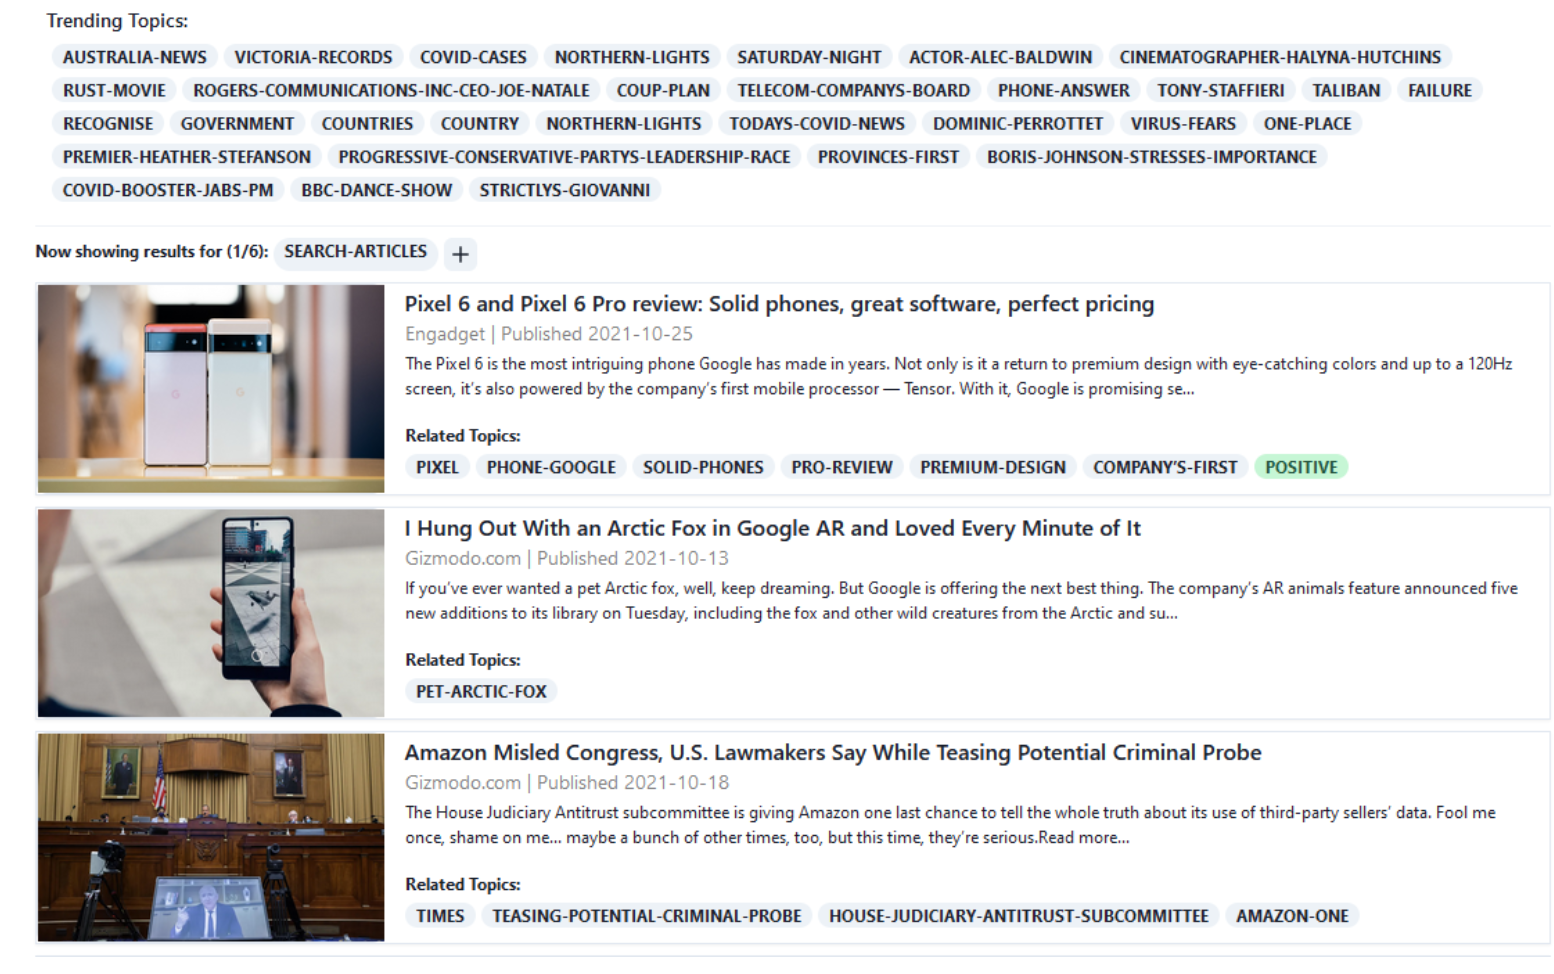 Trending Topics:
AUSTRALIA-NEWS VICTORIA-RECORDS COVID-CASES NORTHERN-LIGHTS SATURDAY-NIGHT ACTOR-ALEC-BALDWIN CINEMATOGRAPHER-HALYNA-HUTCHINS
RUST-MOVIE ROGERS-COMMUNICATIONS-INC-CEO-JOE-NATALE COUP-PLAN TELECOM-COMPANYS-BOARD PHONE-ANSWER TONY-STAFFIERI TALIBAN FAILURE
RECOGNISE GOVERNMENT COUNTRIES COUNTRY NORTHERN-LIGHTS TODAYS-COVID-NEWS DOMINIC-PERROTTET VIRUS-FEARS ONE-PLACE
PREMIER-HEATHER-STEFANSON PROGRESSIVE-CONSERVATIVE-PARTYS-LEADERSHIP-RACE PROVINCES-FIRST BORIS-JOHNSON-STRESSES-IMPORTANCE
COVID-BOOSTER-JABS-PM BBC-DANCE-SHOW STRICTLYS-GIOVANNI
Now showing results for (1/6): SEARCH-ARTICLES +
Pixel 6 and Pixel 6 Pro review: Solid phones, great software, perfect pricing
Engadget | Published 2021-10-25
The Pixel 6 is the most intriguing phone Google has made in years. Not only is it a return to premium design with eye-catching colors and up to a 120Hz
screen, it's also powered by the company's first mobile processor — Tensor. With it, Google is promising se...
Related Topics:
PIXEL PHONE-GOOGLE SOLID-PHONES PRO-REVIEW PREMIUM-DESIGN COMPANY'S-FIRST POSITIVE
I Hung Out With an Arctic Fox in Google AR and Loved Every Minute of It
Gizmodo.com | Published 2021-10-13
If you've ever wanted a pet Arctic fox, well, keep dreaming. But Google is offering the next best thing. The company's AR animals feature announced five
new additions to its library on Tuesday, including the fox and other wild creatures from the Arctic and su...
Related Topics:
PET-ARCTIC-FOX
Amazon Misled Congress, U.S. Lawmakers Say While Teasing Potential Criminal Probe
Gizmodo.com | Published 2021-10-18
The House Judiciary Antitrust subcommittee is giving Amazon one last chance to tell the whole truth about its use of third-party sellers' data. Fool me
once, shame on me... maybe a bunch of other times, too, but this time, they're serious.Read more...
Related Topics:
TIMES TEASING-POTENTIAL-CRIMINAL-PROBE HOUSE-JUDICIARY-ANTITRUST-SUBCOMMITTEE AMAZON-ONE